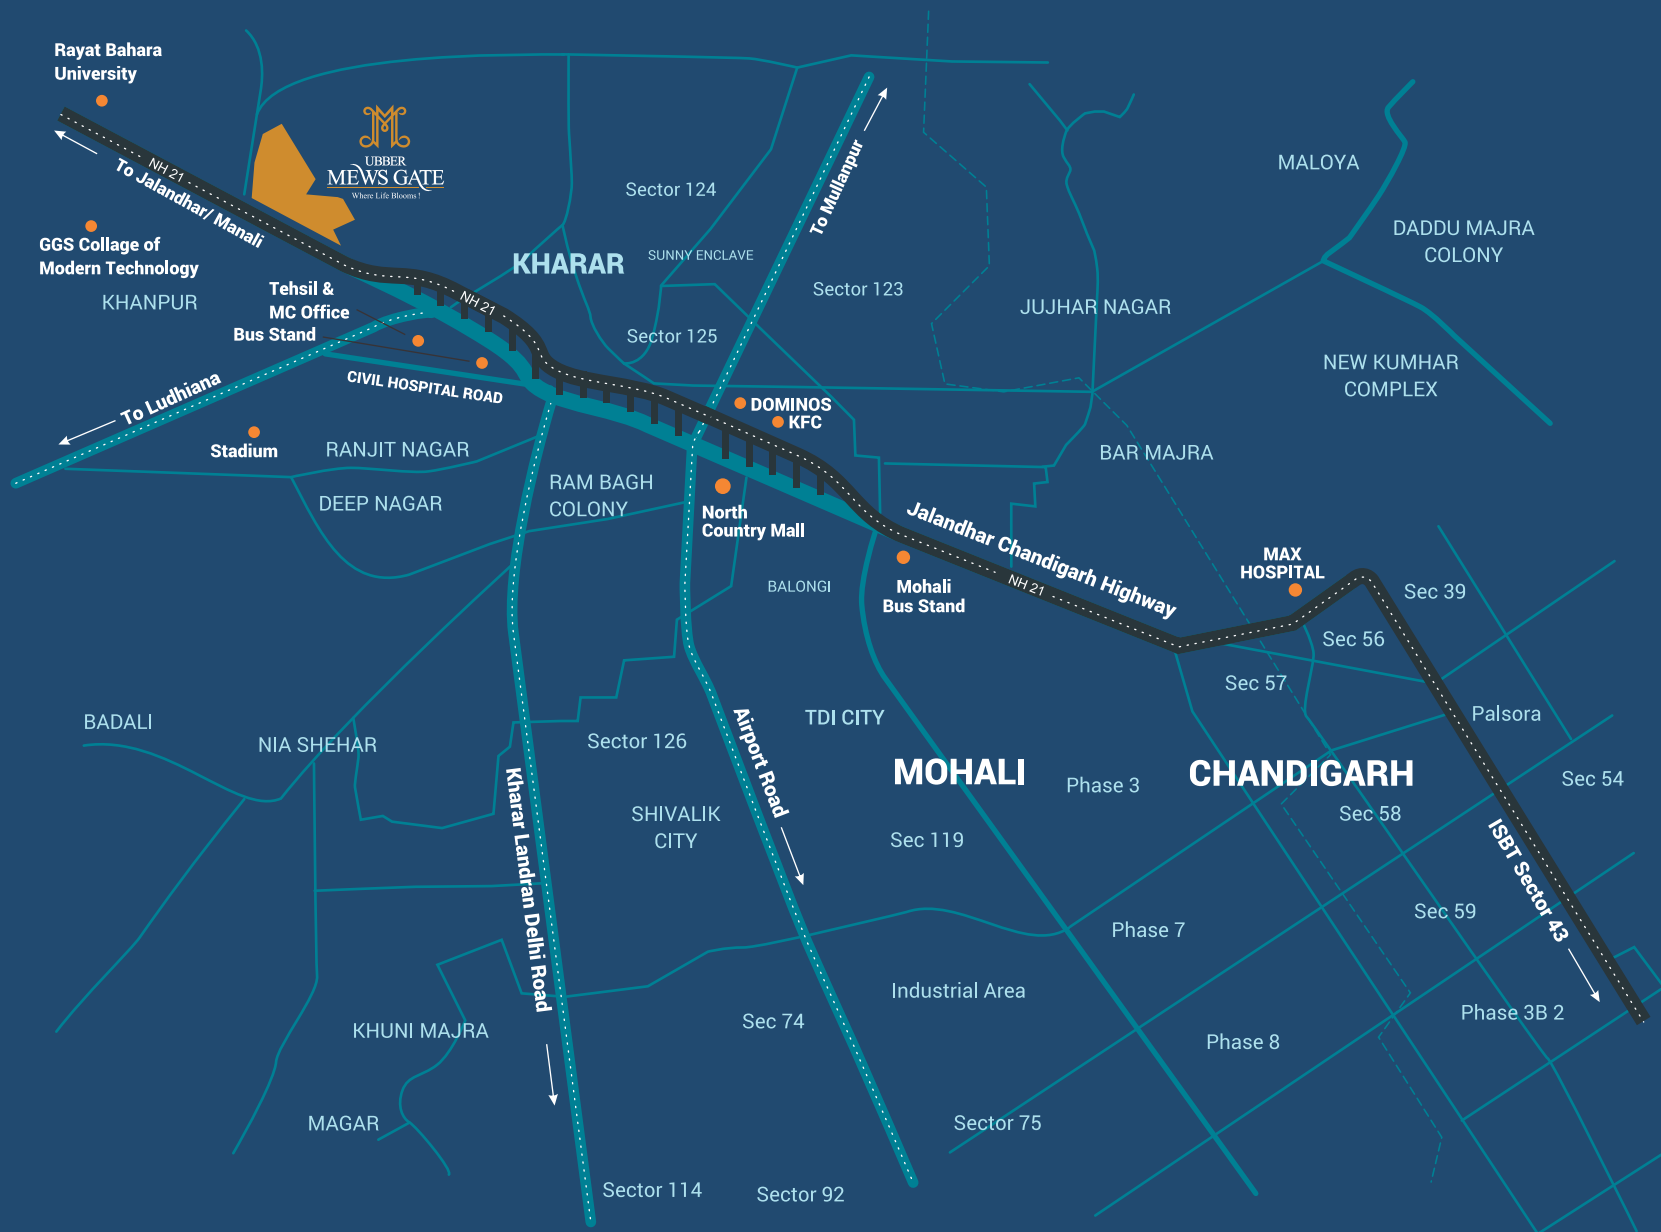 Rayat Bahara
University
NH 21
To Jalandhar/ Manali
UBBER
MEWS GATE
Where Life Blooms !
GGS Collage of
Modern Technology
KHANPUR
Tehsil &
MC Office
Bus Stand
NH 21
KHARAR
Sector 124
SUNNY ENCLAVE
Sector 125
To Mullanpur
Sector 123
JUJHAR NAGAR
MALOYA
DADDU MAJRA
COLONY
NEW KUMHAR
COMPLEX
To Ludhiana
CIVIL HOSPITAL ROAD
Stadium
RANJIT NAGAR
DEEP NAGAR
RAM BAGH
COLONY
DOMINOS
KFC
BAR MAJRA
North
Country Mall
BALONGI
Mohali
Bus Stand
Jalandhar Chandigarh Highway
NH 21
MAX
HOSPITAL
Sec 39
Sec 56
Sec 57
Palsora
BADALI
NIA SHEHAR
Sector 126
Airport Road
TDI CITY
MOHALI
Phase 3
CHANDIGARH
Sec 54
Sec 58
Kharar Landran Delhi Road
SHIVALIK
CITY
Sec 119
ISBT Sector 43
Sec 59
Phase 7
Industrial Area
Phase 3B 2
KHUNI MAJRA
Sec 74
Phase 8
MAGAR
Sector 75
Sector 114
Sector 92